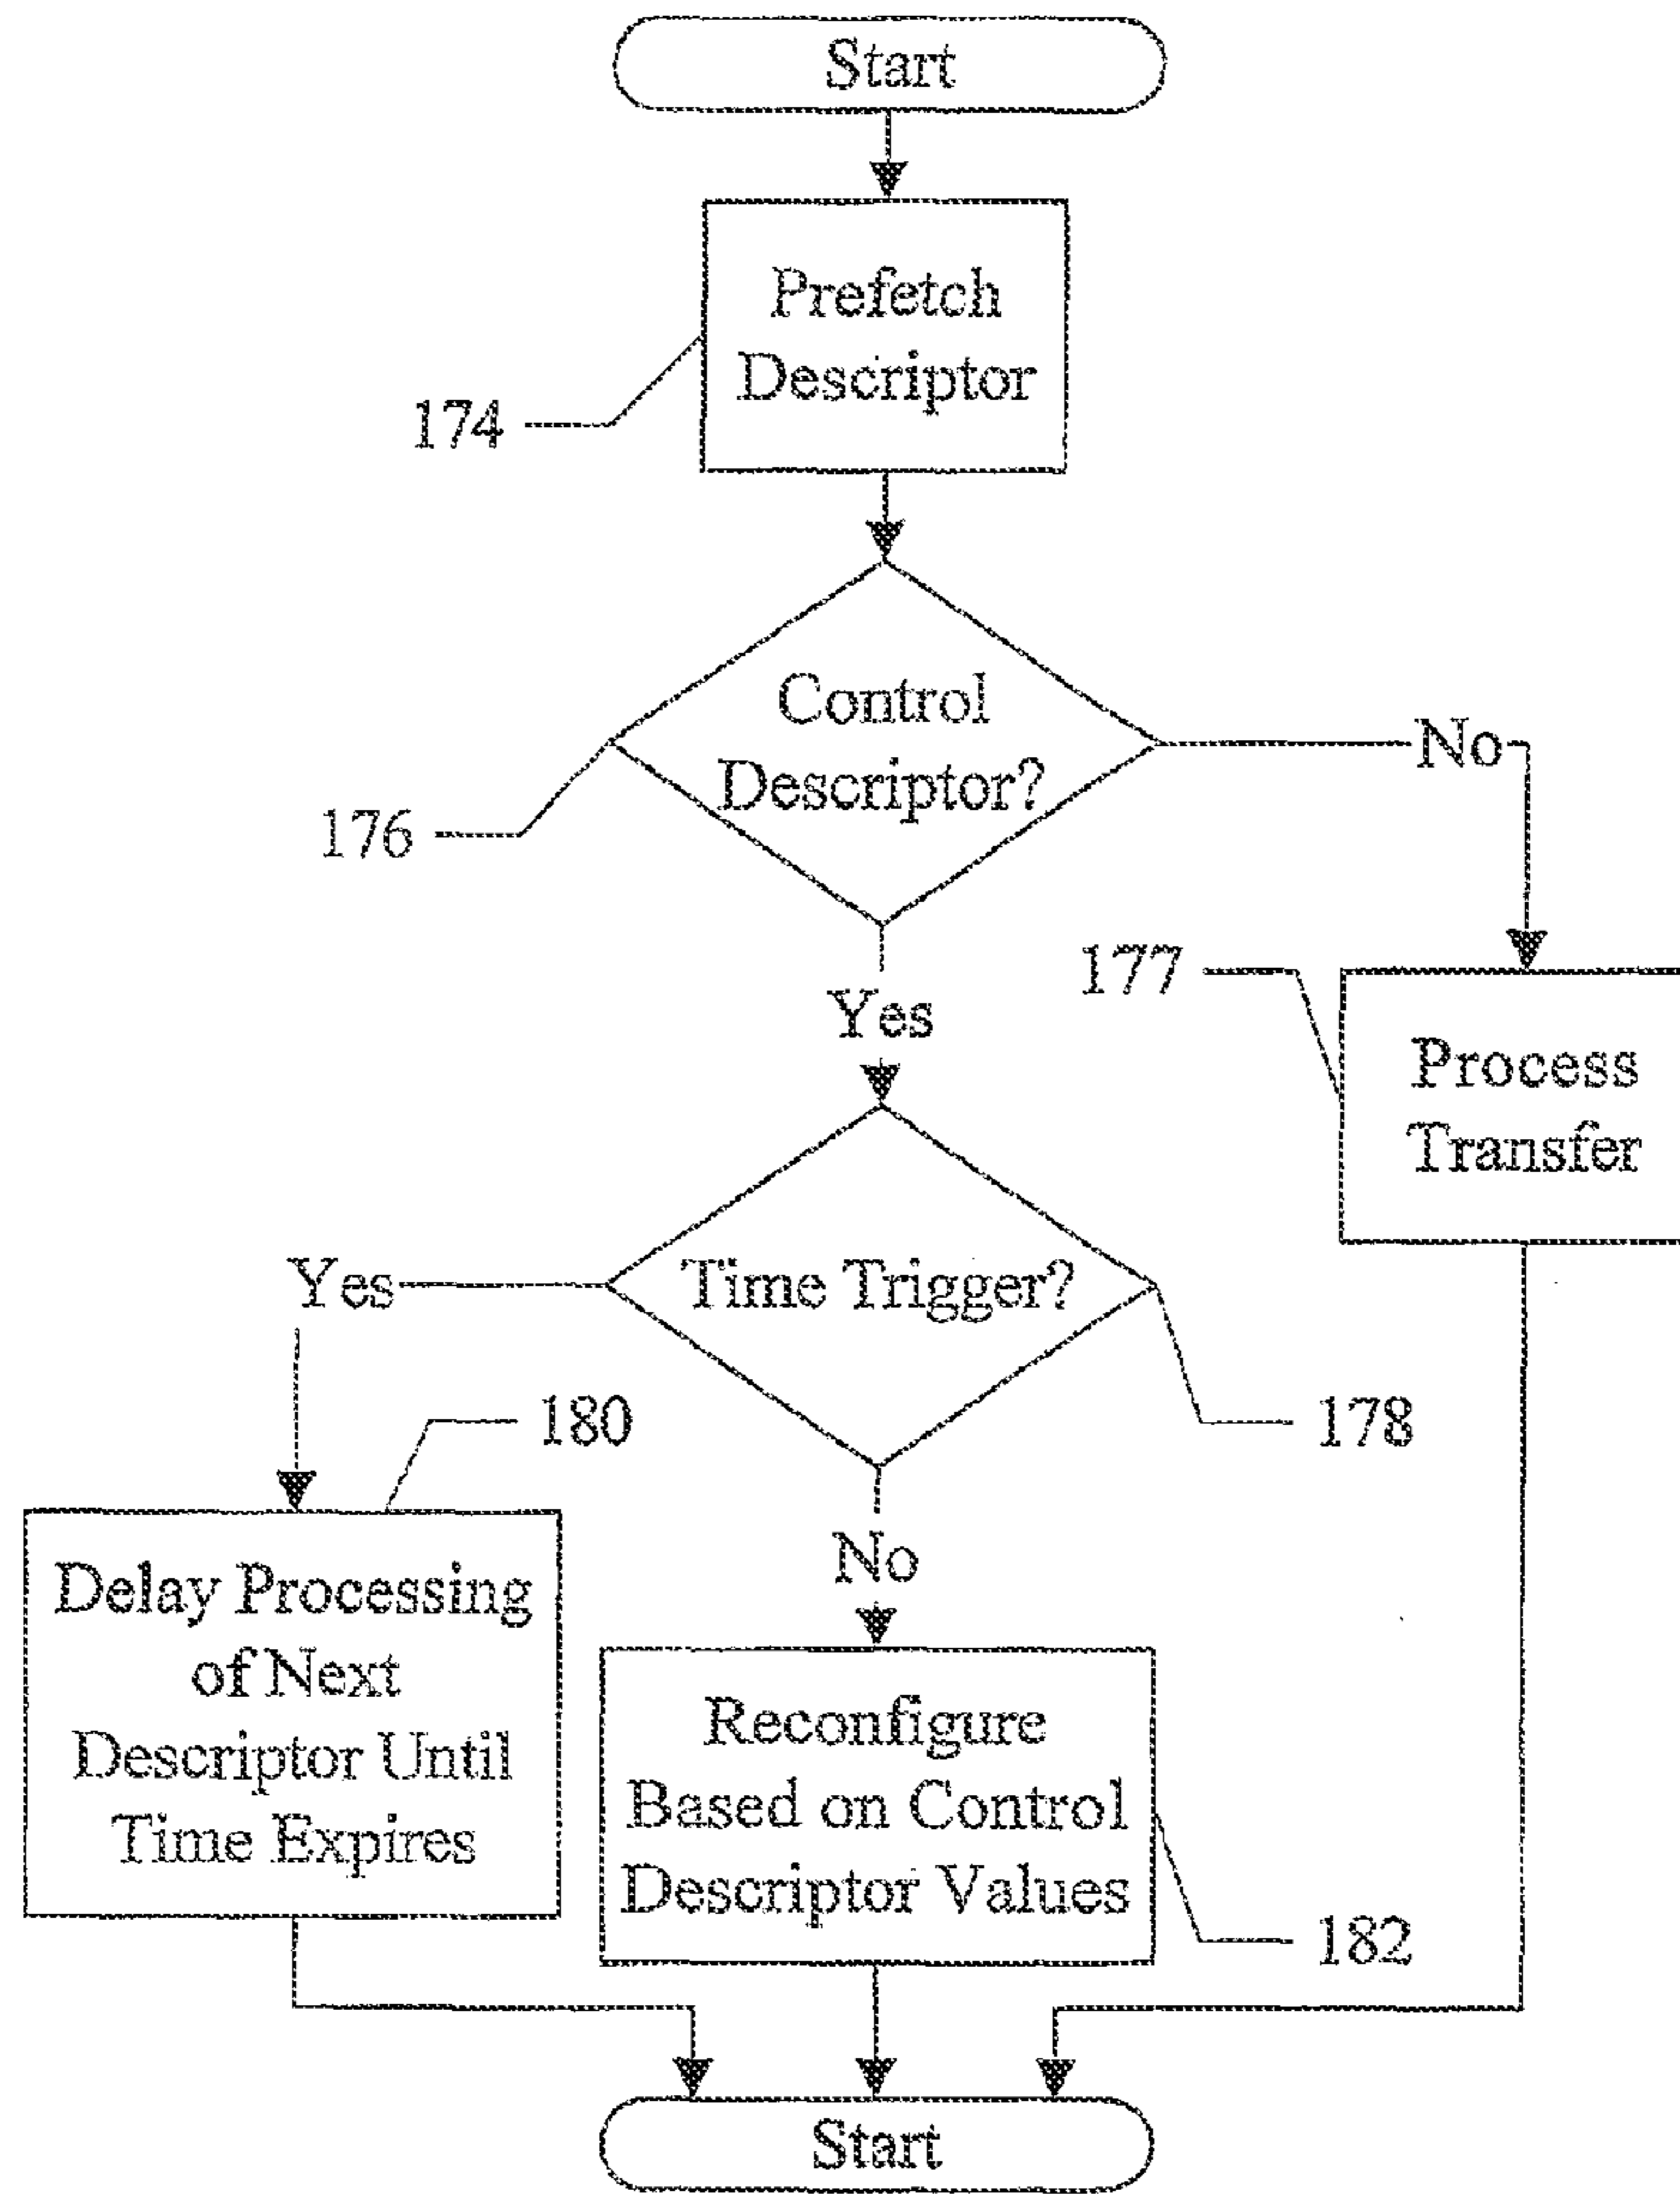 Start
Prefetch
Descriptor
174
Control
Descriptor?
No
176
Yes
177
Process
Transfer
Time Trigger?
Yes
178
180
No
Delay Processing
of Next
Descriptor Until
Time Expires
Reconfigure
Based on Control
Descriptor Values
182
Start